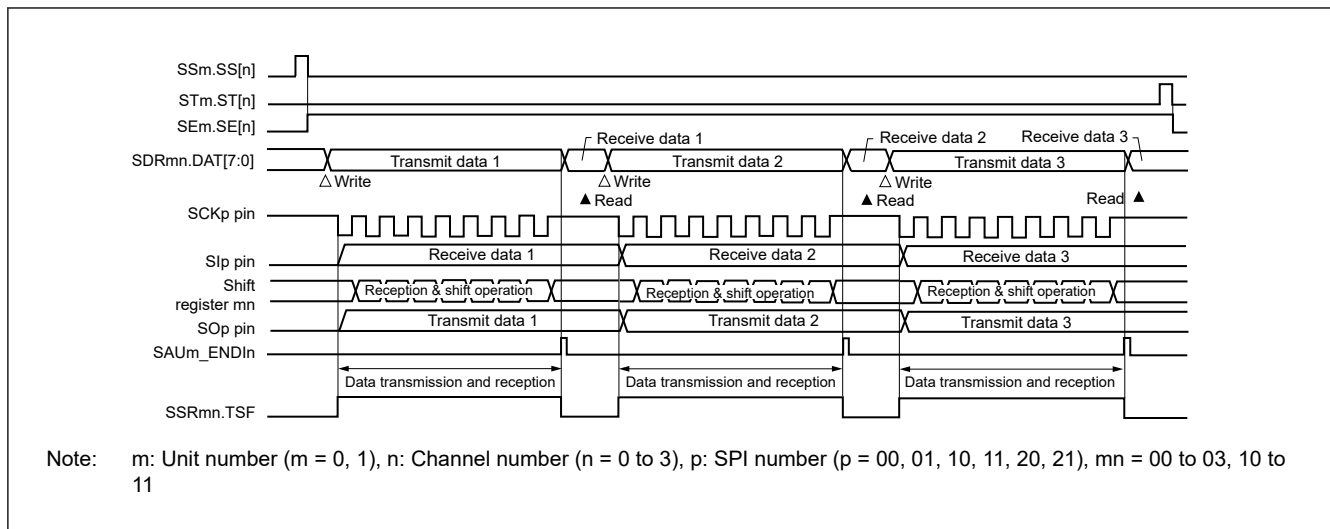 SSm.SS[n]
STm.ST[n]
SEm.SE[n]
Receive data 1 Receive data 2 Receive data 3
SDRmn.DAT[7:0] Transmit data 1 Transmit data 2 Transmit data 3
△ Write △ Write △ Write
▲ Read ▲ Read Read ▲
SCKp pin
SIp pin Receive data 1 Receive data 2 Receive data 3
Shift
register mn Reception & shift operation Reception & shift operation Reception & shift operation
SOp pin Transmit data 1 Transmit data 2 Transmit data 3
SAUm_ENDIn
Data transmission and reception Data transmission and reception Data transmission and reception
SSRmn.TSF
Note: m: Unit number (m = 0, 1), n: Channel number (n = 0 to 3), p: SPI number (p = 00, 01, 10, 11, 20, 21), mn = 00 to 03, 10 to
11